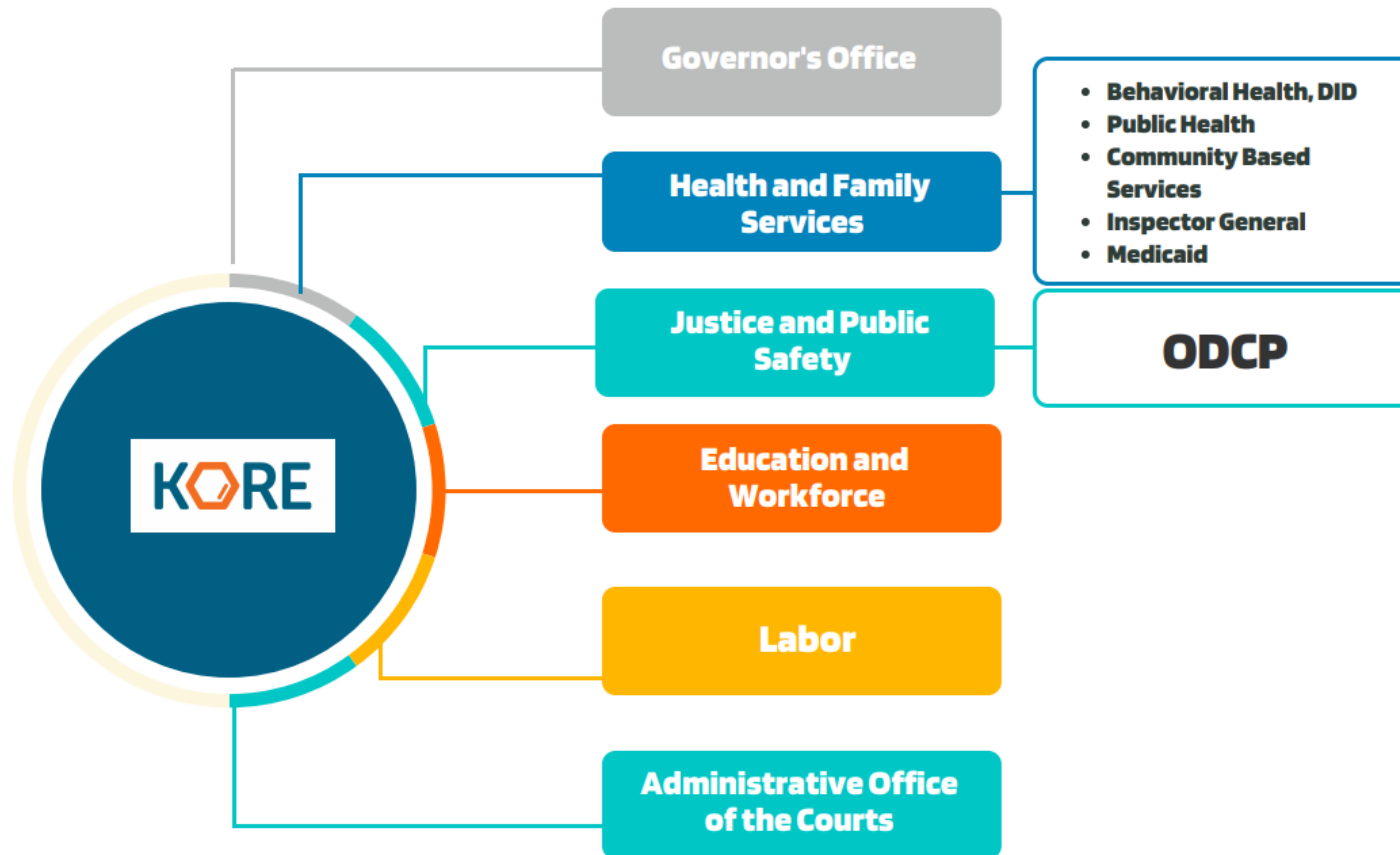 Governor's Office
Health and Family
Services
• Behavioral Health, DID
• Public Health
• Community Based
Services
• Inspector General
• Medicaid
Justice and Public
Safety
ODCP
KORE
Education and
Workforce
Labor
Administrative Office
of the Courts